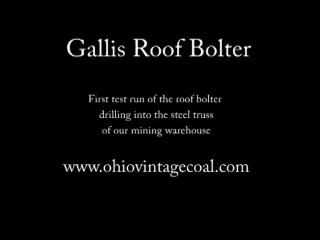 Gallis Roof Bolter
First test run of the roof bolter
drilling into the steel truss
of our mining warehouse
www.ohiovintagecoal.com